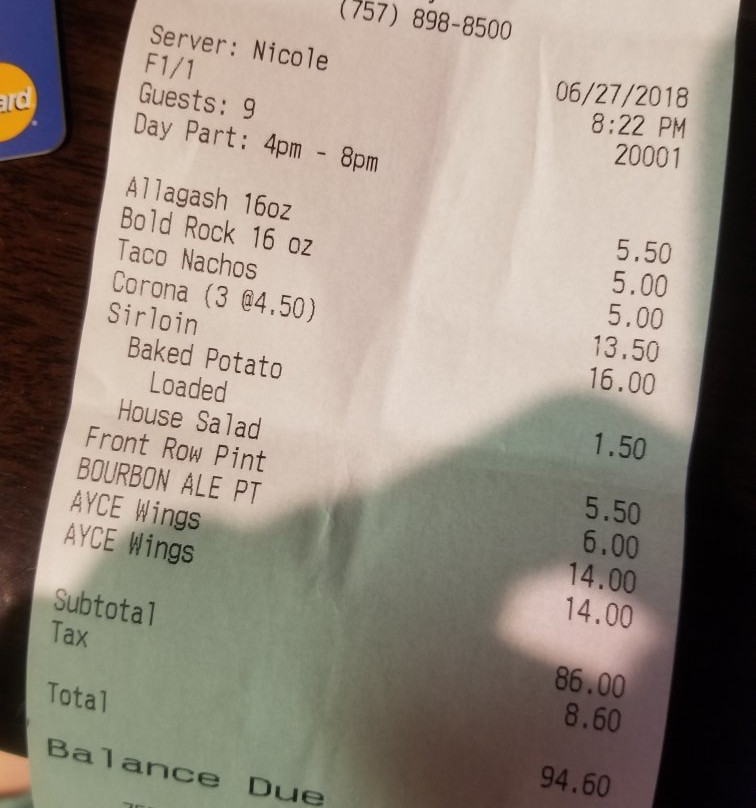 ard
(757) 898-8500
Server: Nicole
F1/1 06/27/2018
Guests: 9 8:22 PM
Day Part: 4pm - 8pm 20001
Allagash 16oz 5.50
Bold Rock 16 oz 5.00
Taco Nachos 5.00
Corona (3 @4.50) 13.50
Sirloin 16.00
Baked Potato
Loaded 1.50
House Salad
Front Row Pint 5.50
BOURBON ALE PT 6.00
AYCE Wings 14.00
AYCE Wings 14.00
Subtotal 86.00
Tax 8.60
Total 94.60
Balance Due